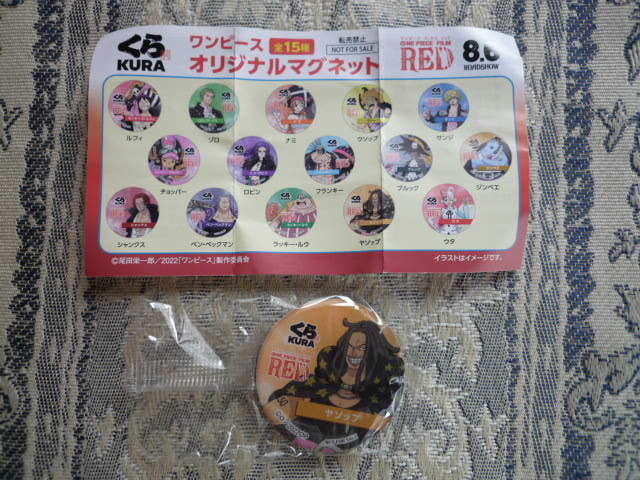 くら
KURA
ワンピース 全15種
オリジナルマグネット
転売禁止
NOT FOR SALE
ONE PIECE FILM
RED
8.6
ROADSHOW
ルフィ ゾロ ナミ ウソップ サンジ
チョッパー ロビン フランキー ブルック ジンベエ
シャンクス ベン・ベックマン ラッキー・ルウ ヤソップ ウタ
©尾田栄一郎/2022「ワンピース」製作委員会
イラストはイメージです。
くら
KURA
ONE PIECE FILM
RED
ヤソップ